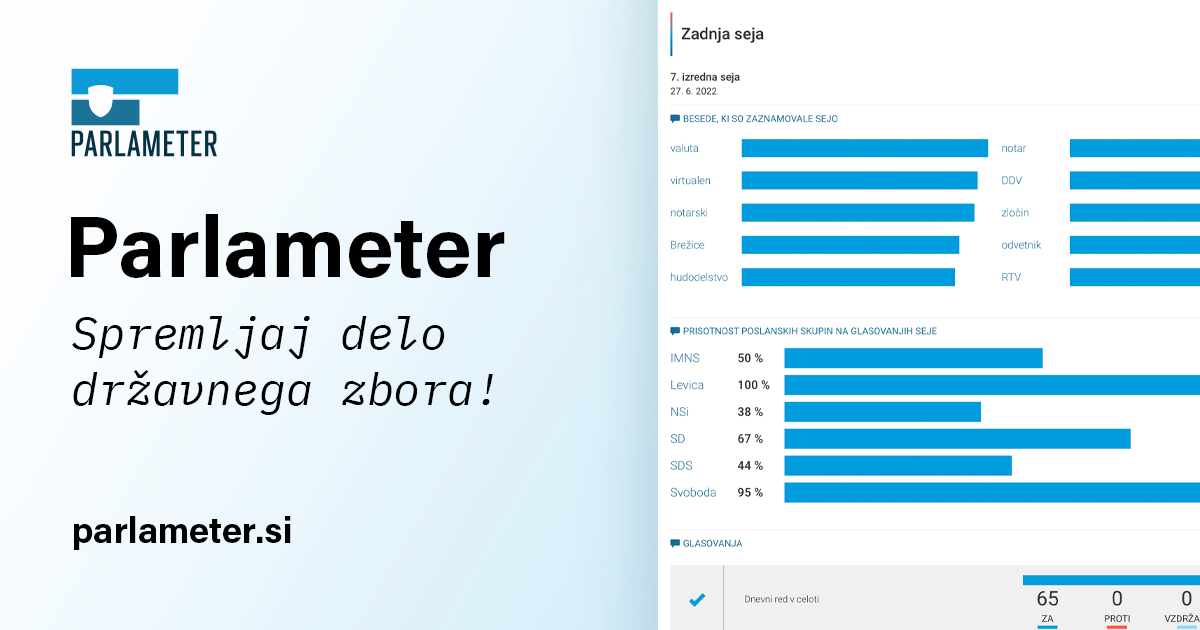 PARLAMETER
Parlameter
Spremljaj delo
državnega zbora!
parlameter.si
Zadnja seja
7. izredna seja
27. 6. 2022
BESEDE, KI SO ZAZNAMOVALE SEJO
valuta
virtualen
notarski
Brežice
hudodelstvo
notar
DDV
zločin
odvetnik
RTV
PRISOTNOST POSLANSKIH SKUPIN NA GLASOVANJIH SEJE
IMNS 50 %
Levica 100 %
NSi 38 %
SD 67 %
SDS 44 %
Svoboda 95 %
GLASOVANJA
Dnevni red v celoti
65 0 0
ZA PROTI VZDRŽA